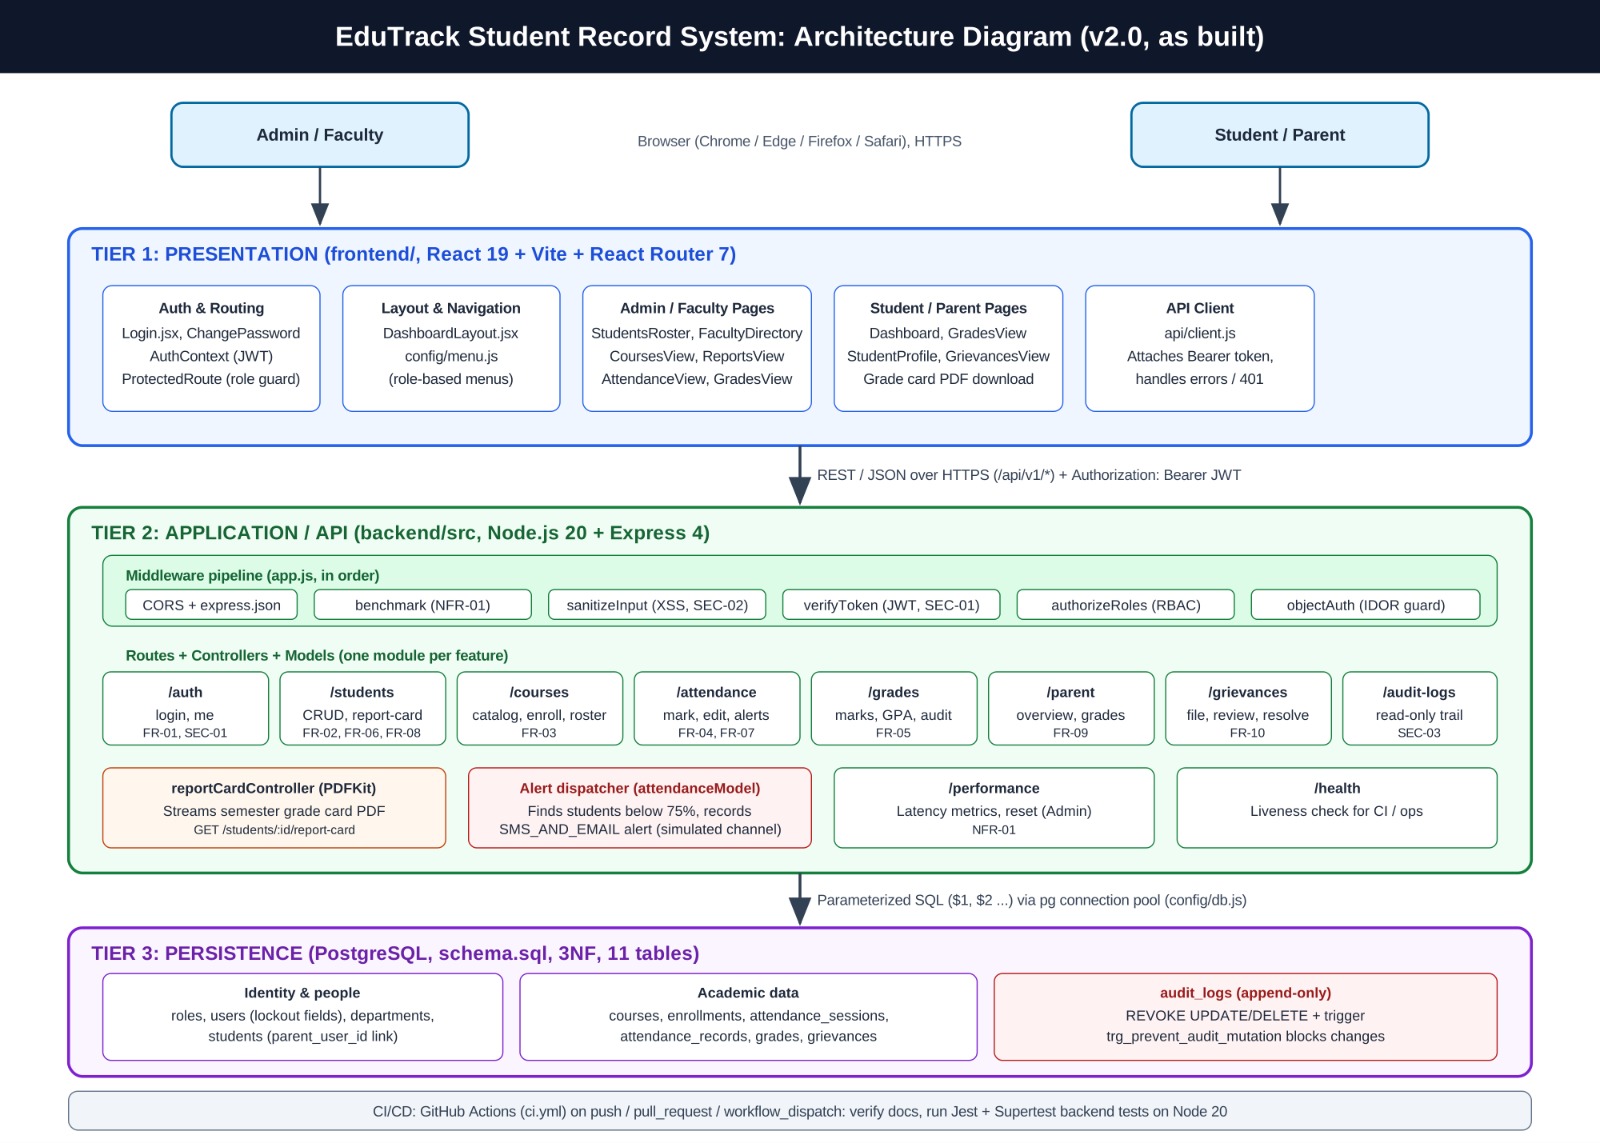 EduTrack Student Record System: Architecture Diagram (v2.0, as built)
Admin / Faculty
Browser (Chrome / Edge / Firefox / Safari), HTTPS
Student / Parent
TIER 1: PRESENTATION (frontend/, React 19 + Vite + React Router 7)
Auth & Routing
Login.jsx, ChangePassword
AuthContext (JWT)
ProtectedRoute (role guard)
Layout & Navigation
DashboardLayout.jsx
config/menu.js
(role-based menus)
Admin / Faculty Pages
StudentsRoster, FacultyDirectory
CoursesView, ReportsView
AttendanceView, GradesView
Student / Parent Pages
Dashboard, GradesView
StudentProfile, GrievancesView
Grade card PDF download
API Client
api/client.js
Attaches Bearer token,
handles errors / 401
REST / JSON over HTTPS (/api/v1/*) + Authorization: Bearer JWT
TIER 2: APPLICATION / API (backend/src, Node.js 20 + Express 4)
Middleware pipeline (app.js, in order)
CORS + express.json
benchmark (NFR-01)
sanitizeInput (XSS, SEC-02)
verifyToken (JWT, SEC-01)
authorizeRoles (RBAC)
objectAuth (IDOR guard)
Routes + Controllers + Models (one module per feature)
/auth
login, me
FR-01, SEC-01
/students
CRUD, report-card
FR-02, FR-06, FR-08
/courses
catalog, enroll, roster
FR-03
/attendance
mark, edit, alerts
FR-04, FR-07
/grades
marks, GPA, audit
FR-05
/parent
overview, grades
FR-09
/grievances
file, review, resolve
FR-10
/audit-logs
read-only trail
SEC-03
reportCardController (PDFKit)
Streams semester grade card PDF
GET /students/:id/report-card
Alert dispatcher (attendanceModel)
Finds students below 75%, records
SMS_AND_EMAIL alert (simulated channel)
/performance
Latency metrics, reset (Admin)
NFR-01
/health
Liveness check for CI / ops
Parameterized SQL ($1, $2 ...) via pg connection pool (config/db.js)
TIER 3: PERSISTENCE (PostgreSQL, schema.sql, 3NF, 11 tables)
Identity & people
roles, users (lockout fields), departments,
students (parent_user_id link)
Academic data
courses, enrollments, attendance_sessions,
attendance_records, grades, grievances
audit_logs (append-only)
REVOKE UPDATE/DELETE + trigger
trg_prevent_audit_mutation blocks changes
CI/CD: GitHub Actions (ci.yml) on push / pull_request / workflow_dispatch: verify docs, run Jest + Supertest backend tests on Node 20